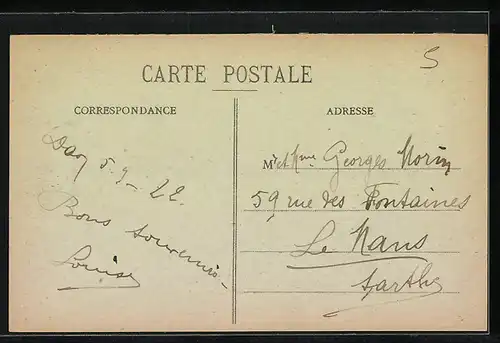 CARTE POSTALE
CORRESPONDANCE
Dax 5.9-22.
Bons souvenirs-
Louise
ADRESSE
M et Mme Georges Morin
59 rue des Fontaines
Le Mans
Sarthe
5